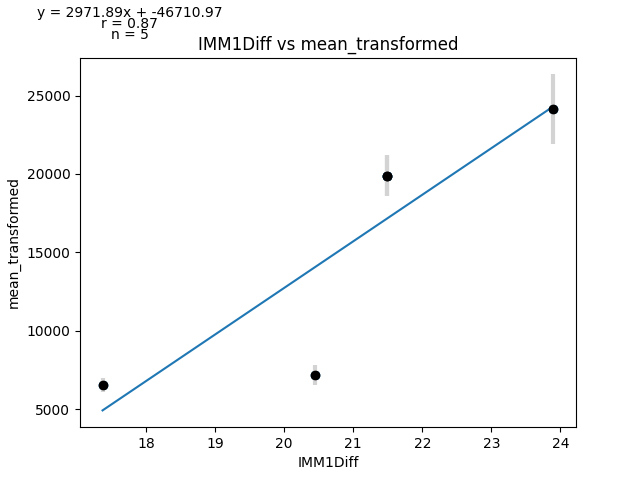 y = 2971.89x + -46710.97
r = 0.87
n = 5
IMM1Diff vs mean_transformed
25000
20000
15000
10000
5000
mean_transformed
18 19 20 21 22 23 24
IMM1Diff